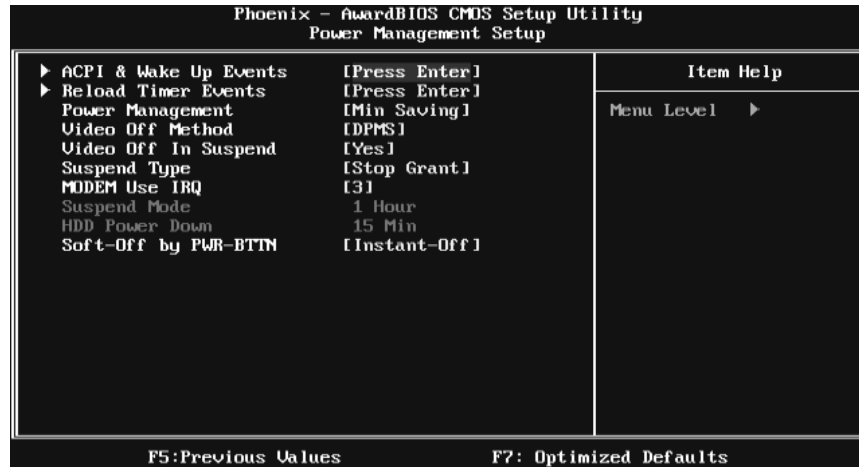 Phoenix - AwardBIOS CMOS Setup Utility
Power Management Setup
ACPI & Wake Up Events [Press Enter]
Reload Timer Events [Press Enter]
Power Management [Min Saving]
Video Off Method [DPMS]
Video Off In Suspend [Yes]
Suspend Type [Stop Grant]
MODEM Use IRQ [3]
Suspend Mode 1 Hour
HDD Power Down 15 Min
Soft-Off by PWR-BTTN [Instant-Off]
Item Help
Menu Level
F5:Previous Values F7: Optimized Defaults